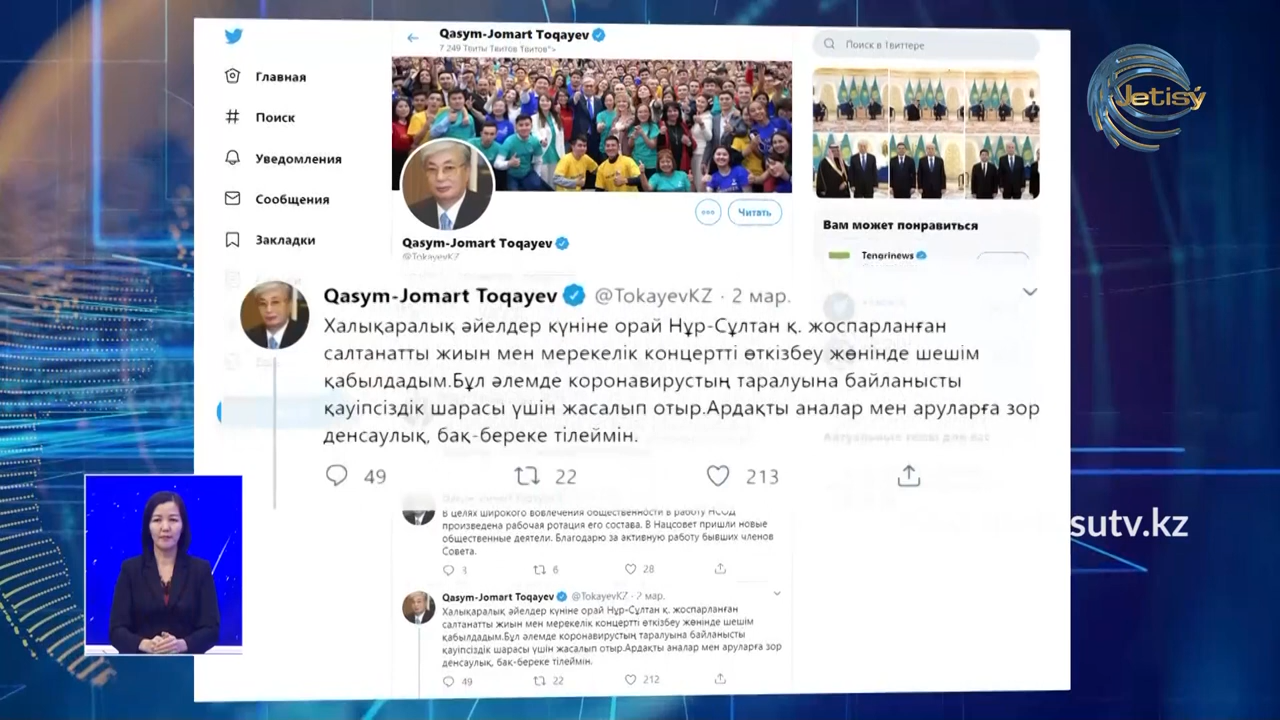 Qasym-Jomart Toqayev
7 249 Твиты Твитов Твитов">
Поиск в Твиттере
Jetisý
Главная
Поиск
Уведомления
Сообщения
Закладки
Читать
Вам может понравиться
Qasym-Jomart Toqayev
@TokayevKZ
Tengrinews
Qasym-Jomart Toqayev @TokayevKZ · 2 мар.
Халықаралық әйелдер күніне орай Нұр-Сұлтан қ. жоспарланған
салтанатты жиын мен мерекелік концертті өткізбеу жөнінде шешім
қабылдадым.Бұл әлемде коронавирустың таралуына байланысты
қауіпсіздік шарасы үшін жасалып отыр.Ардақты аналар мен аруларға зор
денсаулық, бақ-береке тілеймін.
49 22 213
Актуальные темы для вас
sutv.kz
В целях широкого вовлечения общественности в работу НСОД
произведена рабочая ротация его состава. В Нацсовет пришли новые
общественные деятели. Благодарю за активную работу бывших членов
Совета.
3 6 28
Qasym-Jomart Toqayev @TokayevKZ · 2 мар.
Халықаралық әйелдер күніне орай Нұр-Сұлтан қ. жоспарланған
салтанатты жиын мен мерекелік концертті өткізбеу жөнінде шешім
қабылдадым.Бұл әлемде коронавирустың таралуына байланысты
қауіпсіздік шарасы үшін жасалып отыр.Ардақты аналар мен аруларға зор
денсаулық, бақ-береке тілеймін.
49 22 212